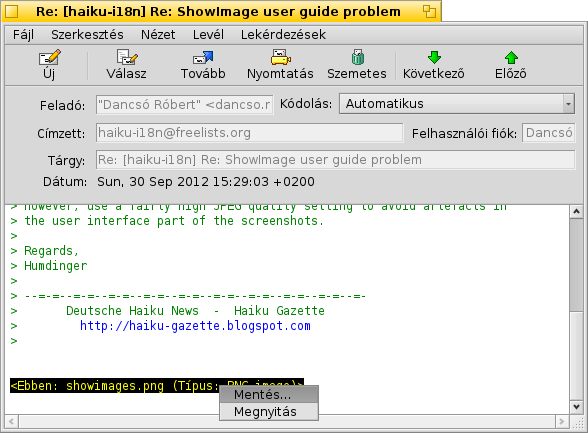 Re: [haiku-i18n] Re: ShowImage user guide problem
Fájl Szerkesztés Nézet Levél Lekérdezések
Új Válasz Tovább Nyomtatás Szemetes Következő Előző
Feladó: "Dancsó Róbert" <dancso.r Kódolás: Automatikus
Címzett: haiku-i18n@freelists.org Felhasználói fiók: Dancsó
Tárgy: Re: [haiku-i18n] Re: ShowImage user guide problem
Dátum: Sun, 30 Sep 2012 15:29:03 +0200
> however, use a fairly high JPEG quality setting to avoid artefacts in
> the user interface part of the screenshots.
>
> Regards,
> Humdinger
>
> --=-=--=-=--=-=--=-=--=-=--=-=--=-=--=-=--=-=--=-
> Deutsche Haiku News - Haiku Gazette
> http://haiku-gazette.blogspot.com
>
<Ebben: showimages.png (Típus: PNG image)>
Mentés...
Megnyitás